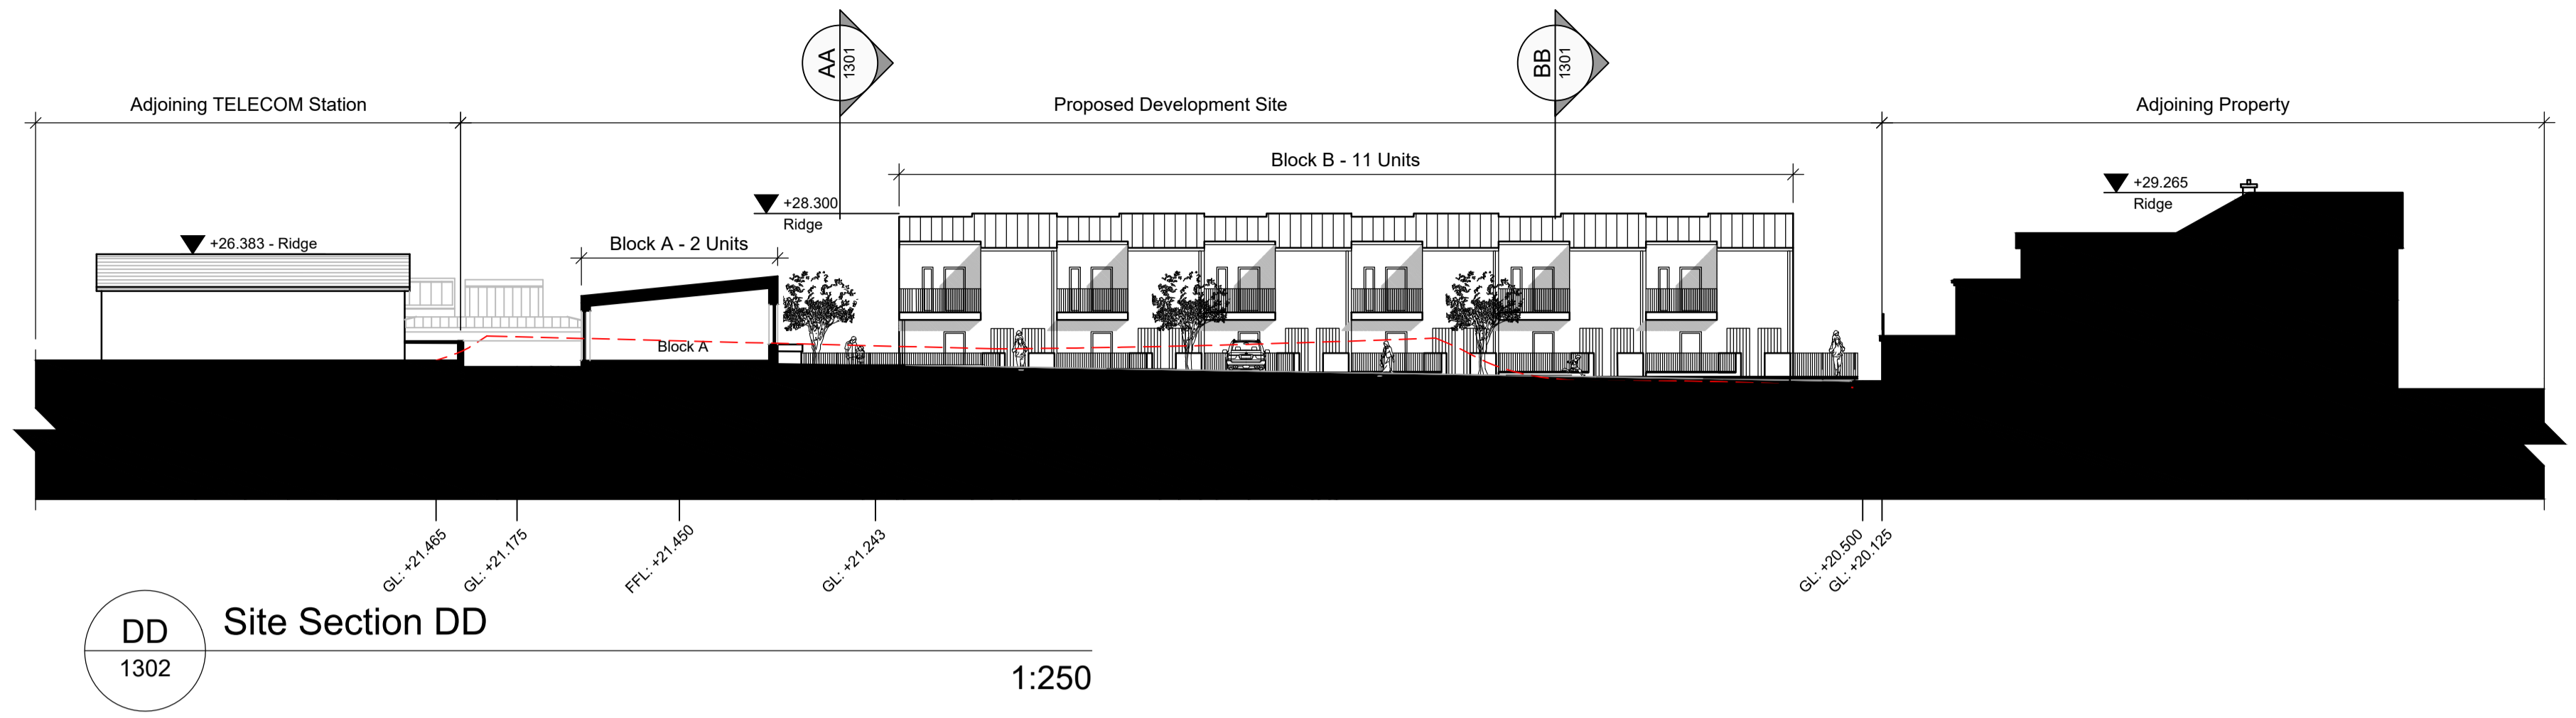 AA
1301
BB
1301
Adjoining TELECOM Station
Proposed Development Site
Adjoining Property
Block B - 11 Units
+28.300
Ridge
+29.265
Ridge
+26.383 - Ridge
Block A - 2 Units
Block A
GL: +21.465
GL: +21.175
FFL: +21.450
GL: +21.243
GL: +20.500
GL: +20.125
DD
1302
Site Section DD
1:250